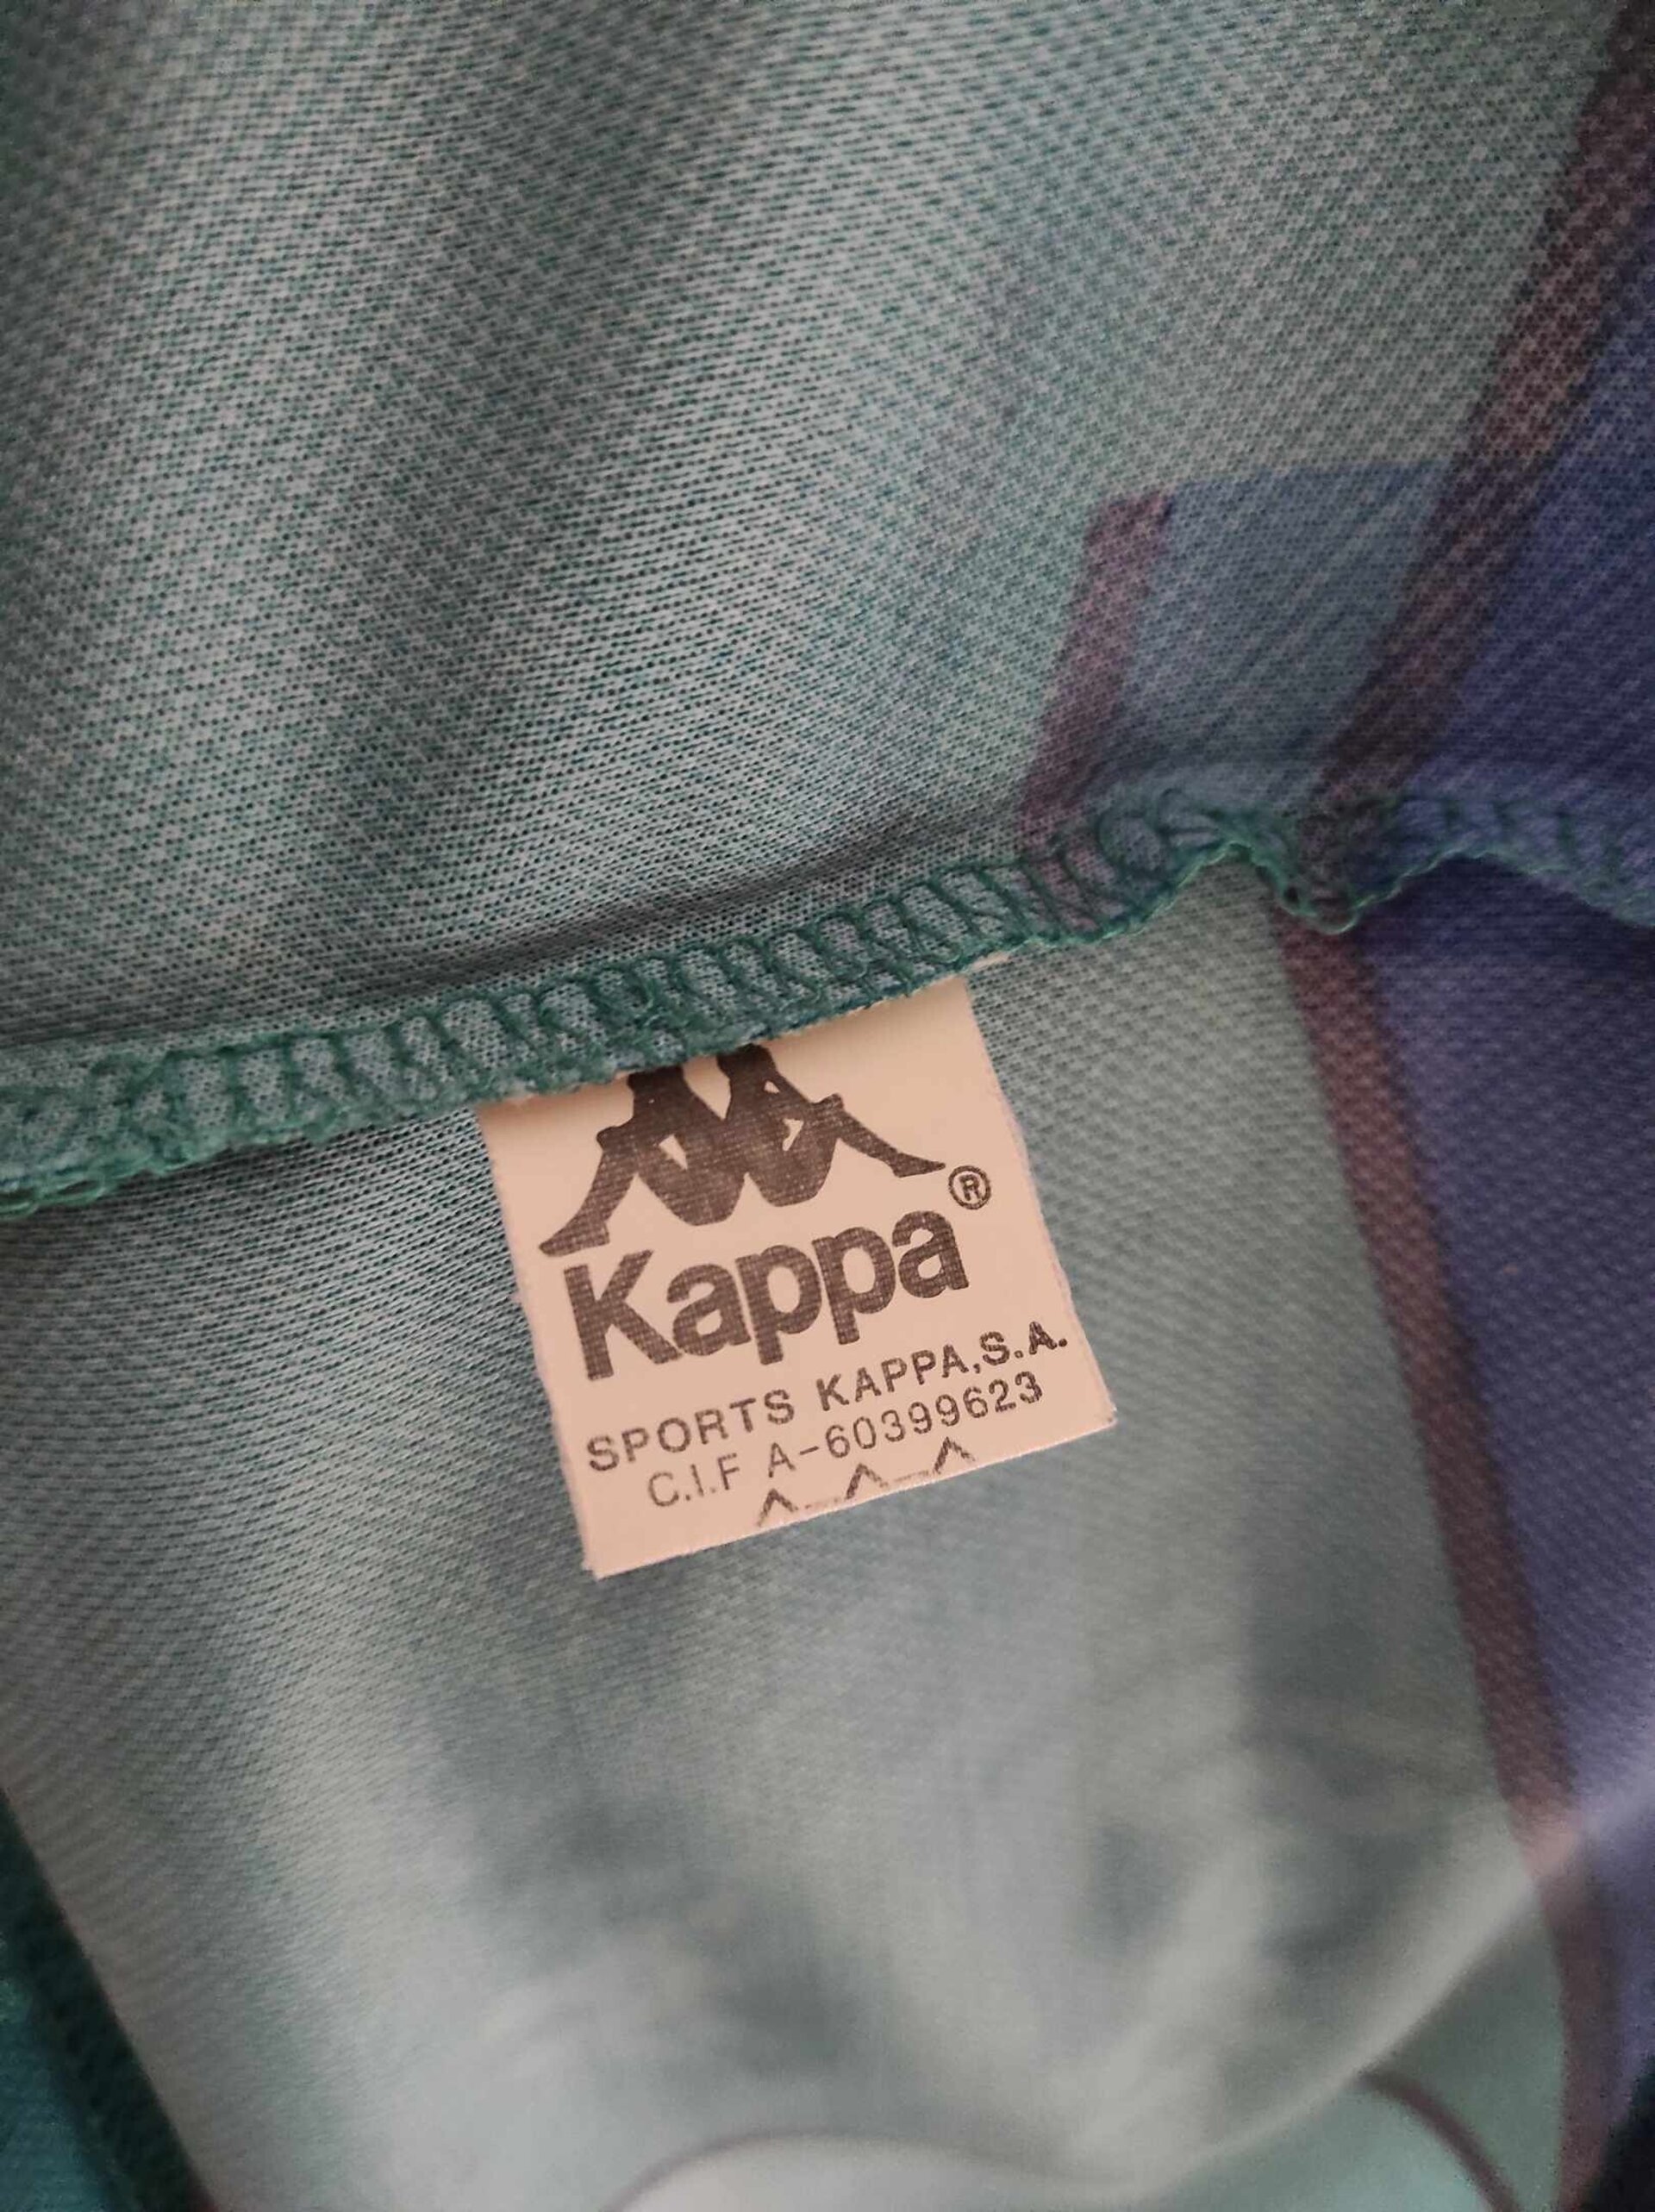 Kappa®
SPORTS KAPPA,S.A.
C.I.F A-60399623